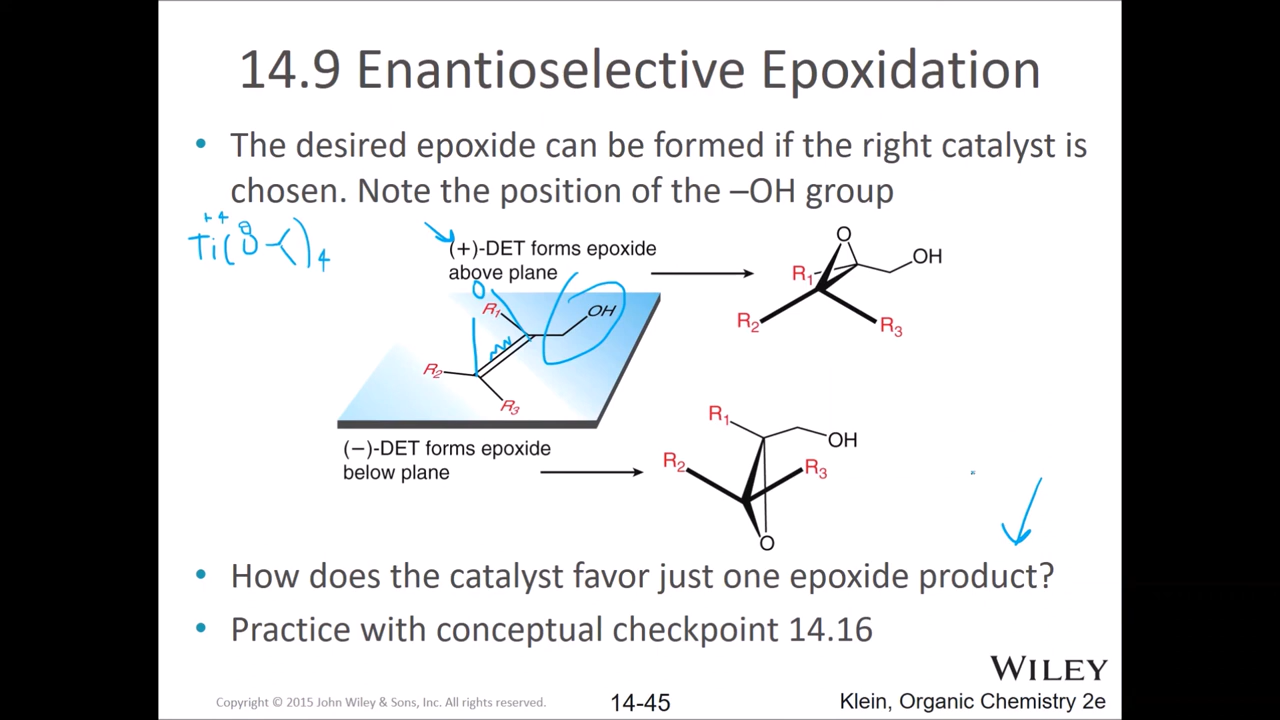 14.9 Enantioselective Epoxidation
• The desired epoxide can be formed if the right catalyst is
chosen. Note the position of the –OH group
+4
Ti(O-<)4
(+)-DET forms epoxide
above plane
O
R1
OH
R2
R3
O
R1
OH
R2
R3
(−)-DET forms epoxide
below plane
R1
OH
R2
R3
O
• How does the catalyst favor just one epoxide product?
• Practice with conceptual checkpoint 14.16
WILEY
Copyright © 2015 John Wiley & Sons, Inc. All rights reserved.
14-45
Klein, Organic Chemistry 2e